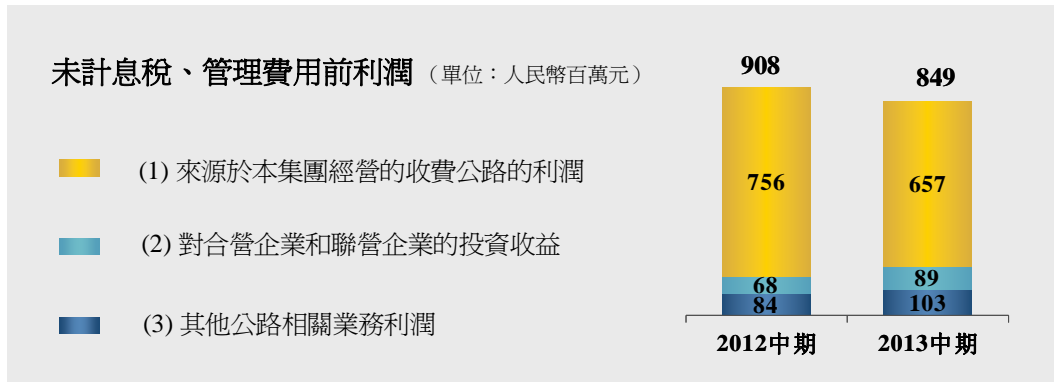 未計息稅、管理費用前利潤（單位：人民幣百萬元）
(1) 來源於本集團經營的收費公路的利潤
(2) 對合營企業和聯營企業的投資收益
(3) 其他公路相關業務利潤
908
849
756
657
68
89
84
103
2012中期
2013中期